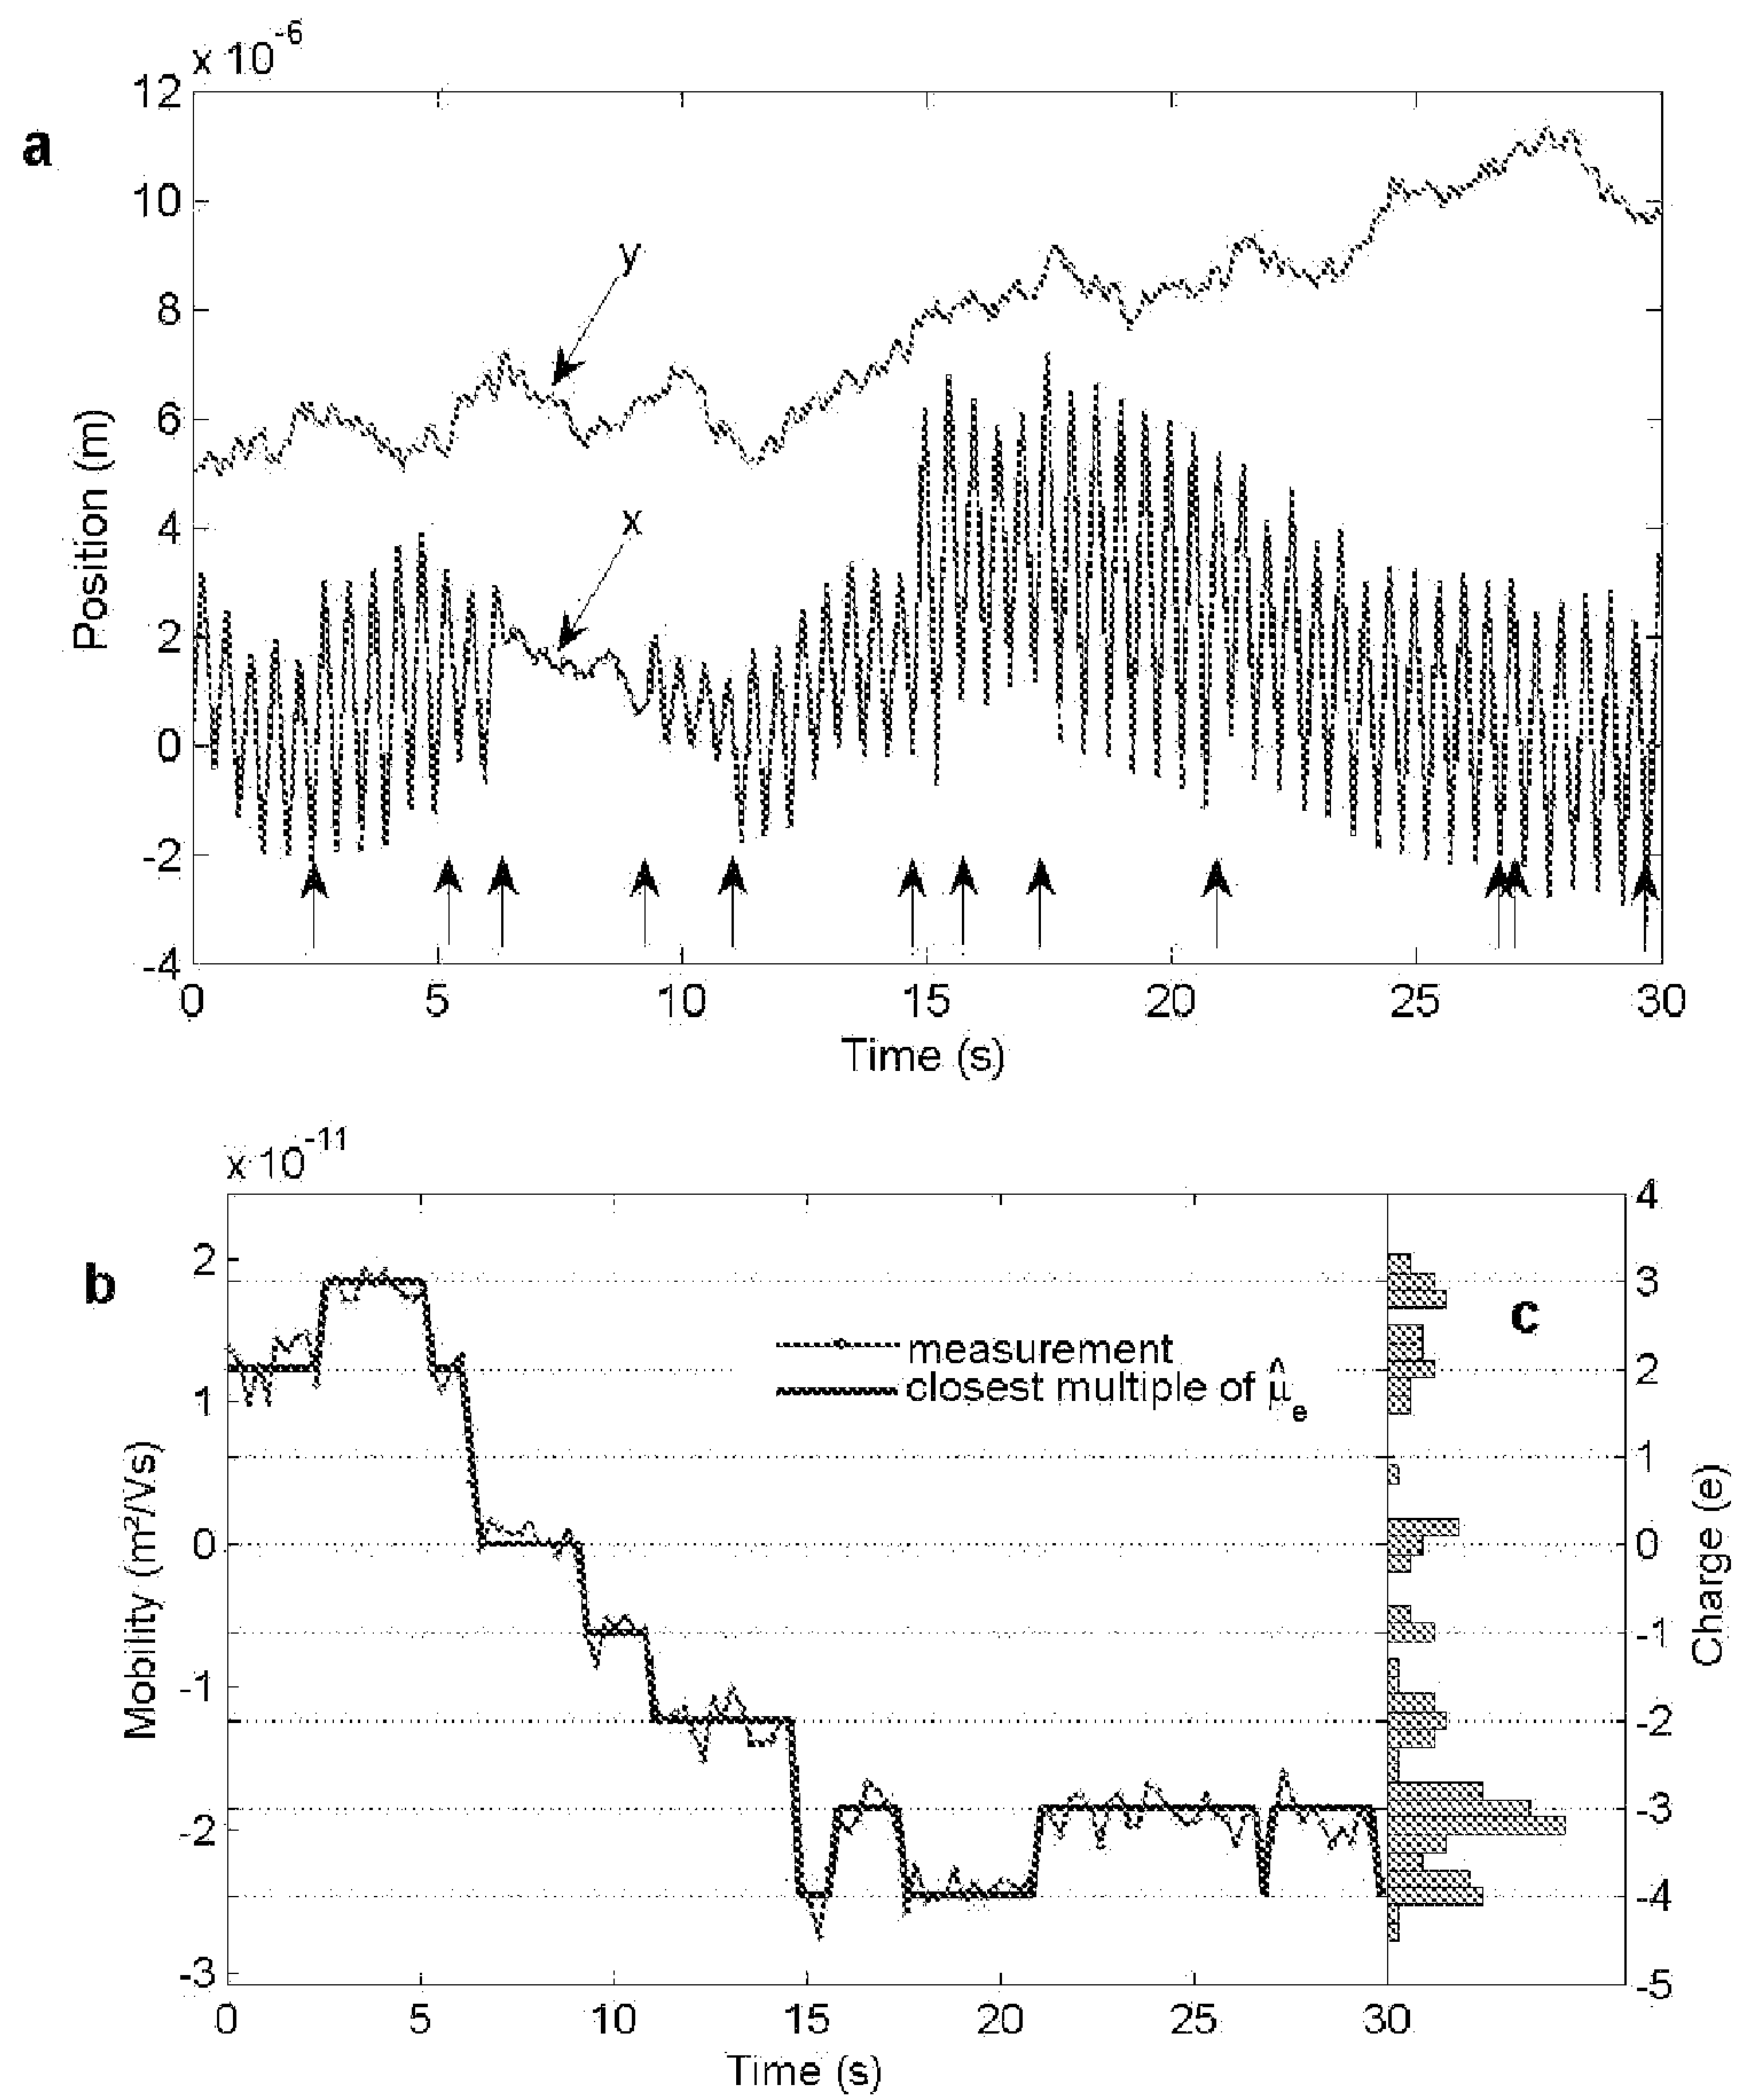 x 10-6
12
a
10
y
8
6
x
4
Position (m)
2
0
-2
-4
0 5 10 15 20 25 30
Time (s)
x 10-11
4
2
3
b
c
measurement
2
closest multiple of μ̂e
1
1
Mobility (m²/V/s)
0
0
Charge (e)
-1
-1
-2
-3
-2
-4
-3
-5
0 5 10 15 20 25 30
Time (s)